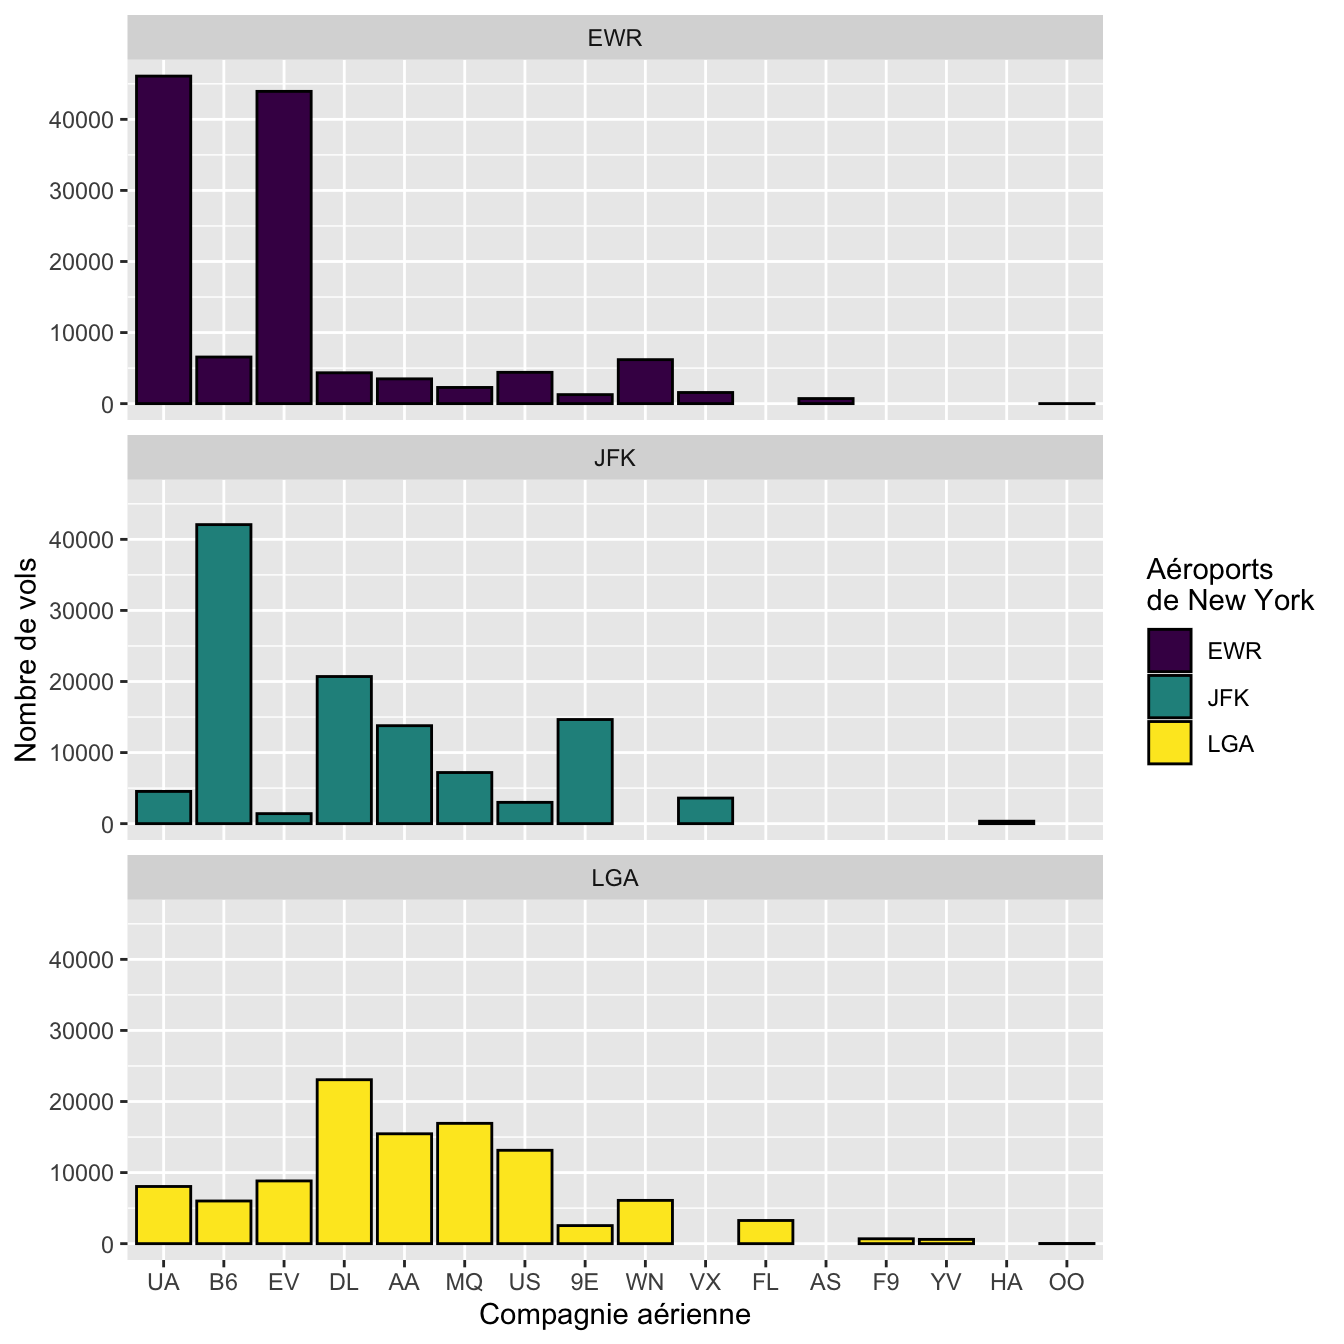 EWR
40000
30000
20000
10000
0
JFK
40000
30000
20000
10000
0
LGA
40000
30000
20000
10000
0
UA B6 EV DL AA MQ US 9E WN VX FL AS F9 YV HA OO
Compagnie aérienne
Nombre de vols
Aéroports
de New York
EWR
JFK
LGA